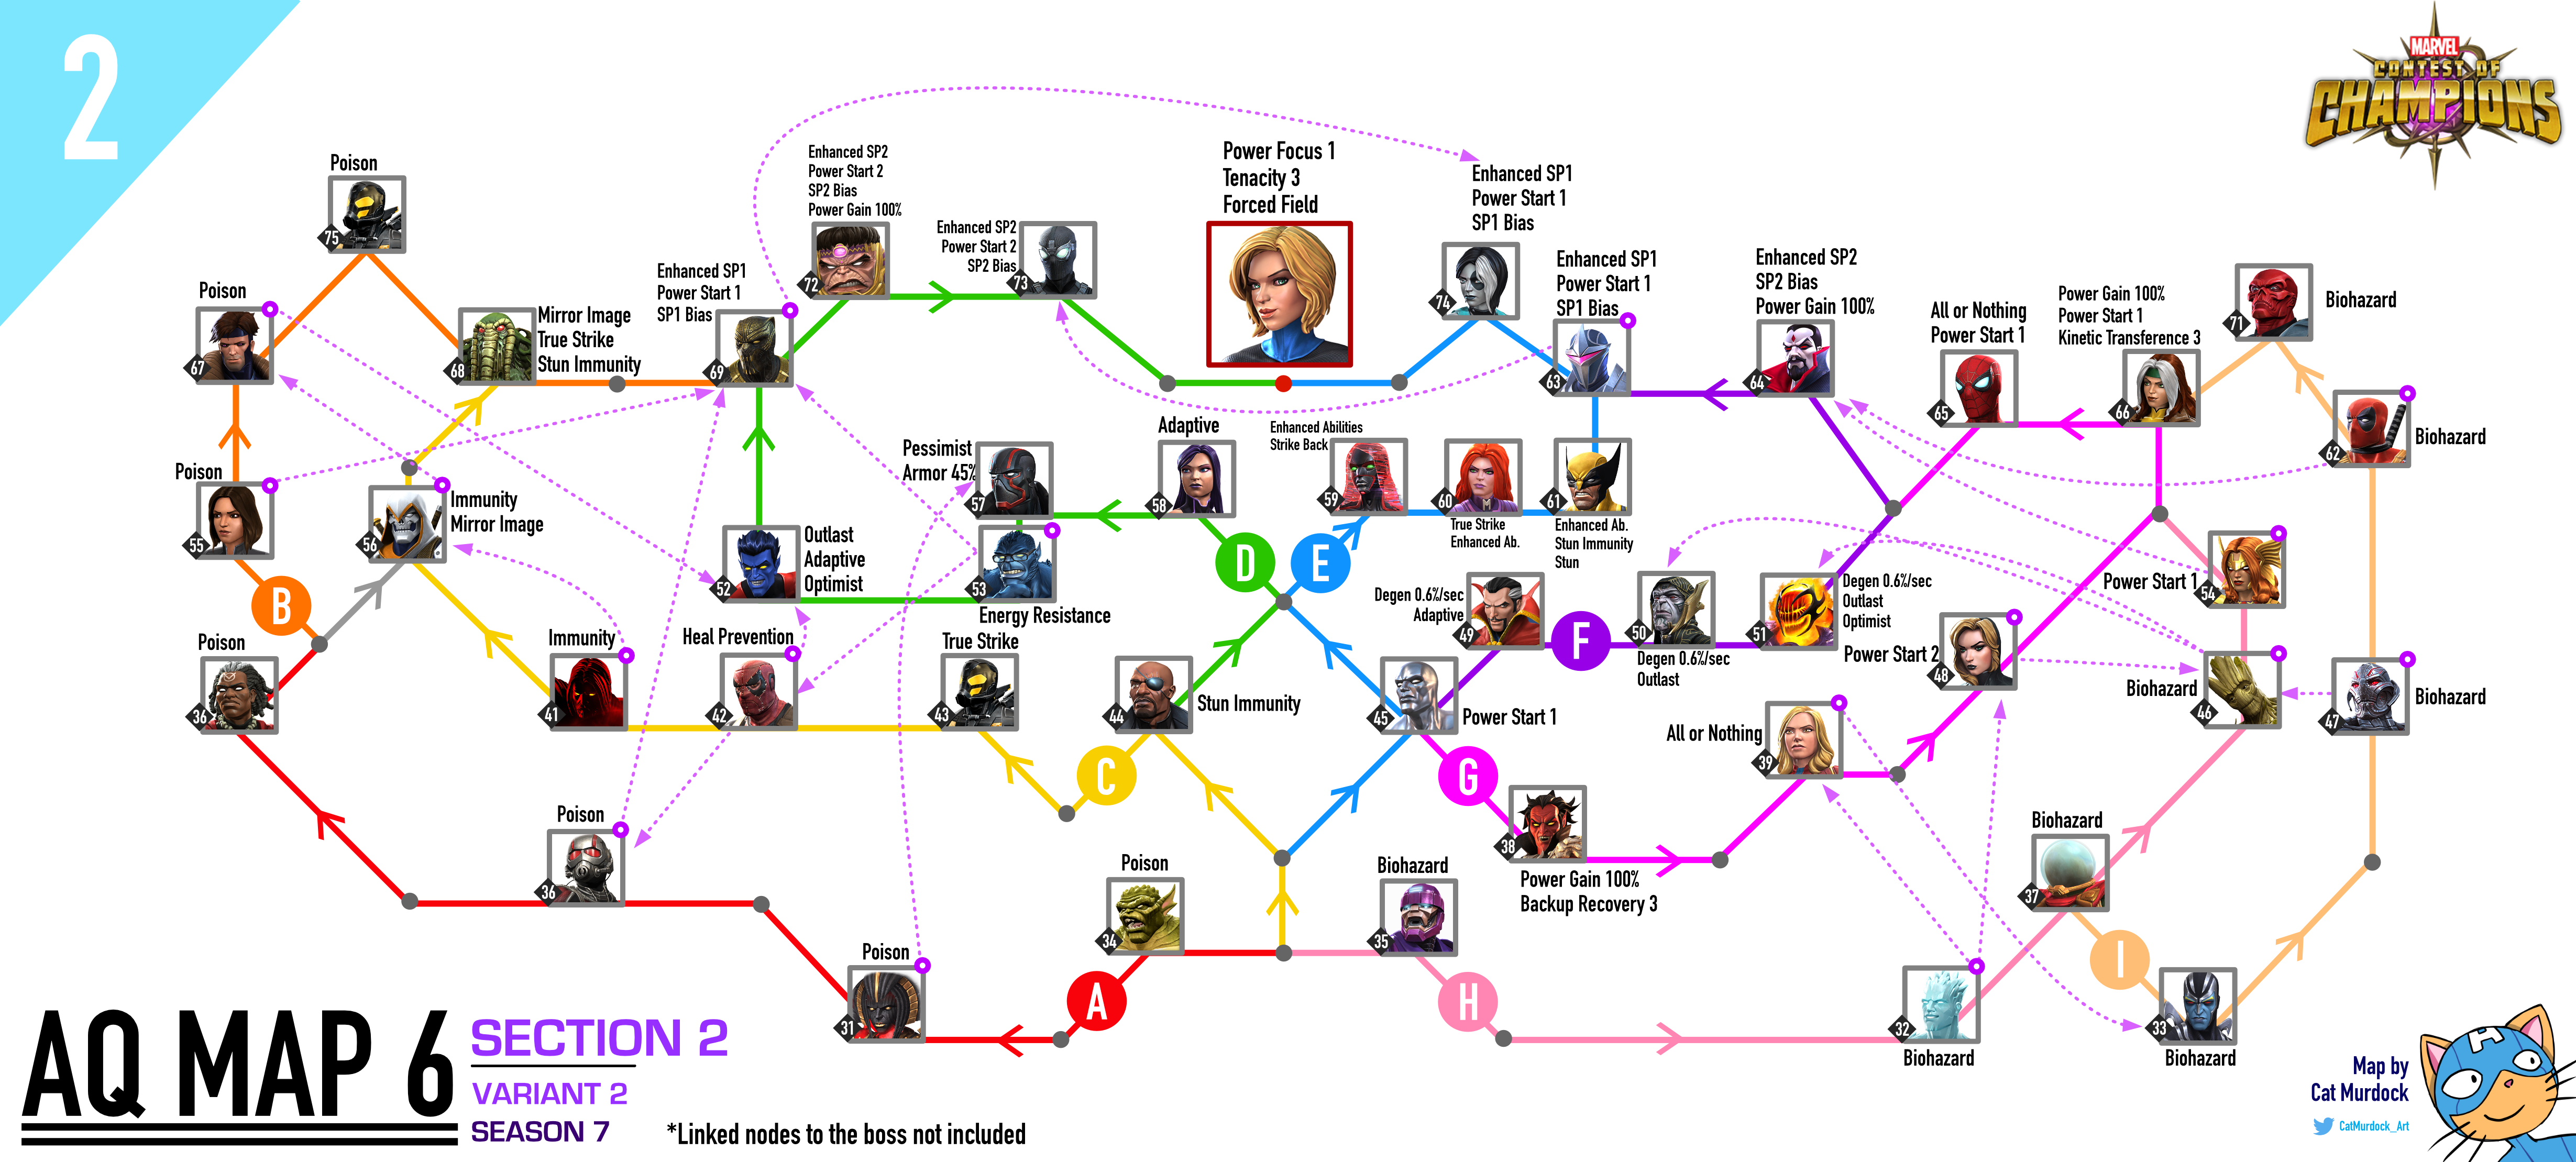 2
MARVEL
CONTEST OF
CHAMPIONS
Poison
75
Enhanced SP2
Power Start 2
SP2 Bias
Power Gain 100%
72
Enhanced SP2
Power Start 2
SP2 Bias
73
Power Focus 1
Tenacity 3
Forced Field
Enhanced SP1
Power Start 1
SP1 Bias
74
Enhanced SP1
Power Start 1
SP1 Bias
63
Enhanced SP2
SP2 Bias
Power Gain 100%
64
All or Nothing
Power Start 1
65
Power Gain 100%
Power Start 1
Kinetic Transference 3
66
Biohazard
71
Poison
67
Mirror Image
True Strike
Stun Immunity
68
Enhanced SP1
Power Start 1
SP1 Bias
69
Biohazard
62
Poison
55
Immunity
Mirror Image
56
Pessimist
Armor 45%
57
Adaptive
58
Enhanced Abilities
Strike Back
59
True Strike
Enhanced Ab.
60
Enhanced Ab.
Stun Immunity
Stun
61
Outlast
Adaptive
Optimist
52
Energy Resistance
53
D
E
B
Degen 0.6%/sec
Adaptive
49
F
Degen 0.6%/sec
Outlast
50
Degen 0.6%/sec
Outlast
Optimist
51
Power Start 1
54
Poison
36
Immunity
41
Heal Prevention
42
True Strike
43
Stun Immunity
44
Power Start 1
45
Power Start 2
48
Biohazard
46
Biohazard
47
C
G
All or Nothing
39
Poison
36
Power Gain 100%
Backup Recovery 3
38
Biohazard
37
Poison
34
Biohazard
35
Poison
31
A
H
I
Biohazard
32
Biohazard
33
AQ MAP 6
SECTION 2
VARIANT 2
SEASON 7
*Linked nodes to the boss not included
Map by
Cat Murdock
CatMurdock_Art
A